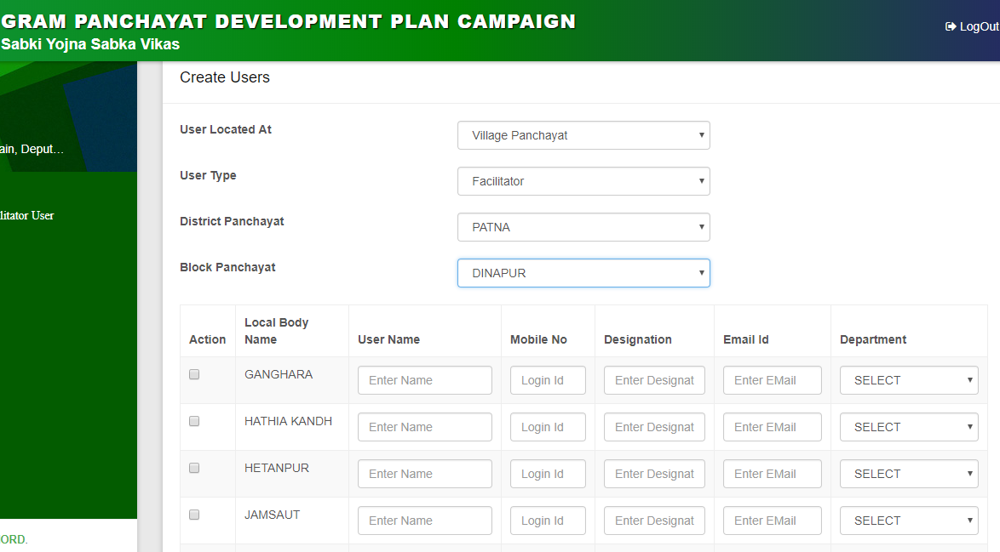 GRAM PANCHAYAT DEVELOPMENT PLAN CAMPAIGN
Sabki Yojna Sabka Vikas
LogOut
ain, Deput...
litator User
ORD.
Create Users
User Located At
Village Panchayat
User Type
Facilitator
District Panchayat
PATNA
Block Panchayat
DINAPUR
Action Local Body Name User Name Mobile No Designation Email Id Department
GANGHARA Enter Name Login Id Enter Designat Enter EMail SELECT
HATHIA KANDH Enter Name Login Id Enter Designat Enter EMail SELECT
HETANPUR Enter Name Login Id Enter Designat Enter EMail SELECT
JAMSAUT Enter Name Login Id Enter Designat Enter EMail SELECT